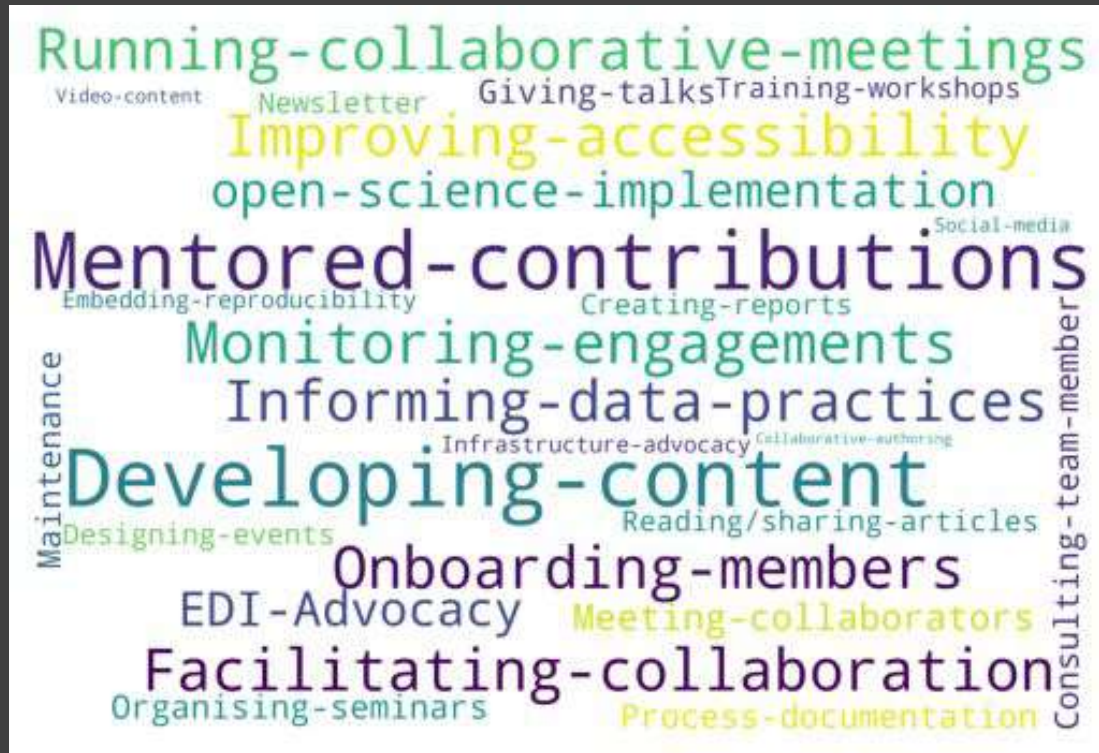 Running-collaborative-meetings
Video-content
Newsletter
Giving-talks
Training-workshops
Improving-accessibility
open-science-implementation
Social-media
Mentored-contributions
Embedding-reproducibility
Creating-reports
Monitoring-engagements
Informing-data-practices
Maintenance
Consulting-team-member
Infrastructure-advocacy
Collaborative-authoring
Developing-content
Reading/sharing-articles
Designing-events
Onboarding-members
EDI-Advocacy
Meeting-collaborators
Facilitating-collaboration
Organising-seminars
Process-documentation